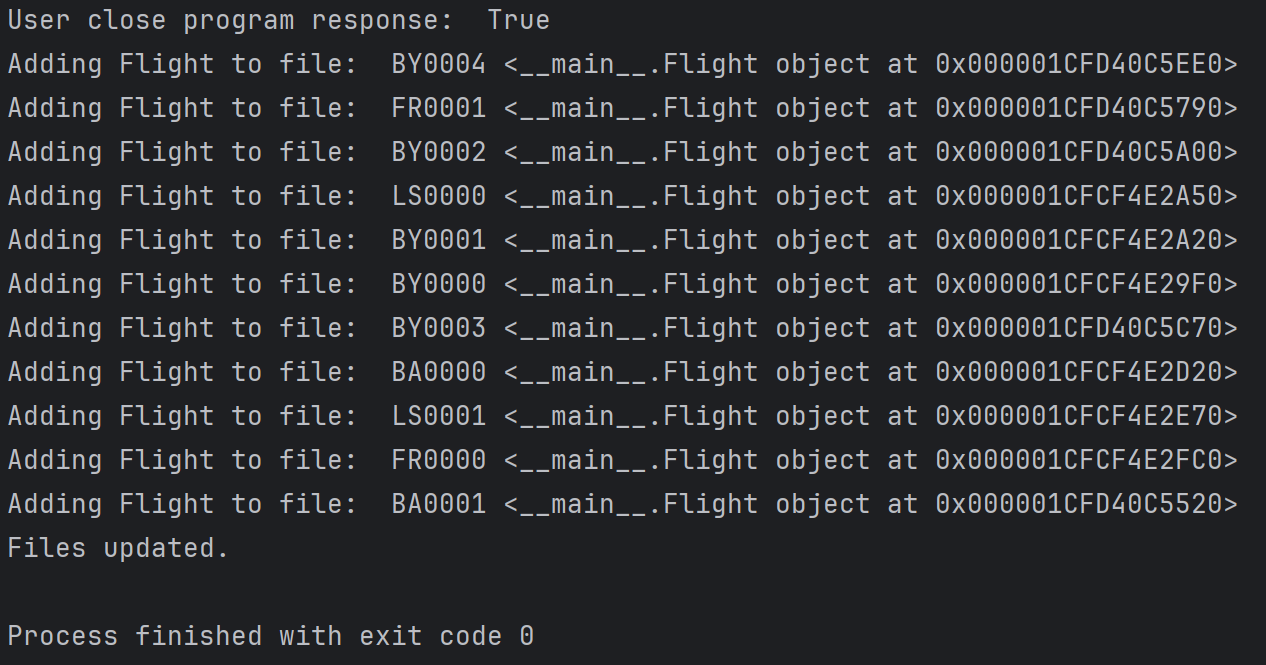 User close program response:  True
Adding Flight to file:  BY0004 <__main__.Flight object at 0x000001CFD40C5EE0>
Adding Flight to file:  FR0001 <__main__.Flight object at 0x000001CFD40C5790>
Adding Flight to file:  BY0002 <__main__.Flight object at 0x000001CFD40C5A00>
Adding Flight to file:  LS0000 <__main__.Flight object at 0x000001CFCF4E2A50>
Adding Flight to file:  BY0001 <__main__.Flight object at 0x000001CFCF4E2A20>
Adding Flight to file:  BY0000 <__main__.Flight object at 0x000001CFCF4E29F0>
Adding Flight to file:  BY0003 <__main__.Flight object at 0x000001CFD40C5C70>
Adding Flight to file:  BA0000 <__main__.Flight object at 0x000001CFCF4E2D20>
Adding Flight to file:  LS0001 <__main__.Flight object at 0x000001CFCF4E2E70>
Adding Flight to file:  FR0000 <__main__.Flight object at 0x000001CFCF4E2FC0>
Adding Flight to file:  BA0001 <__main__.Flight object at 0x000001CFD40C5520>
Files updated.

Process finished with exit code 0